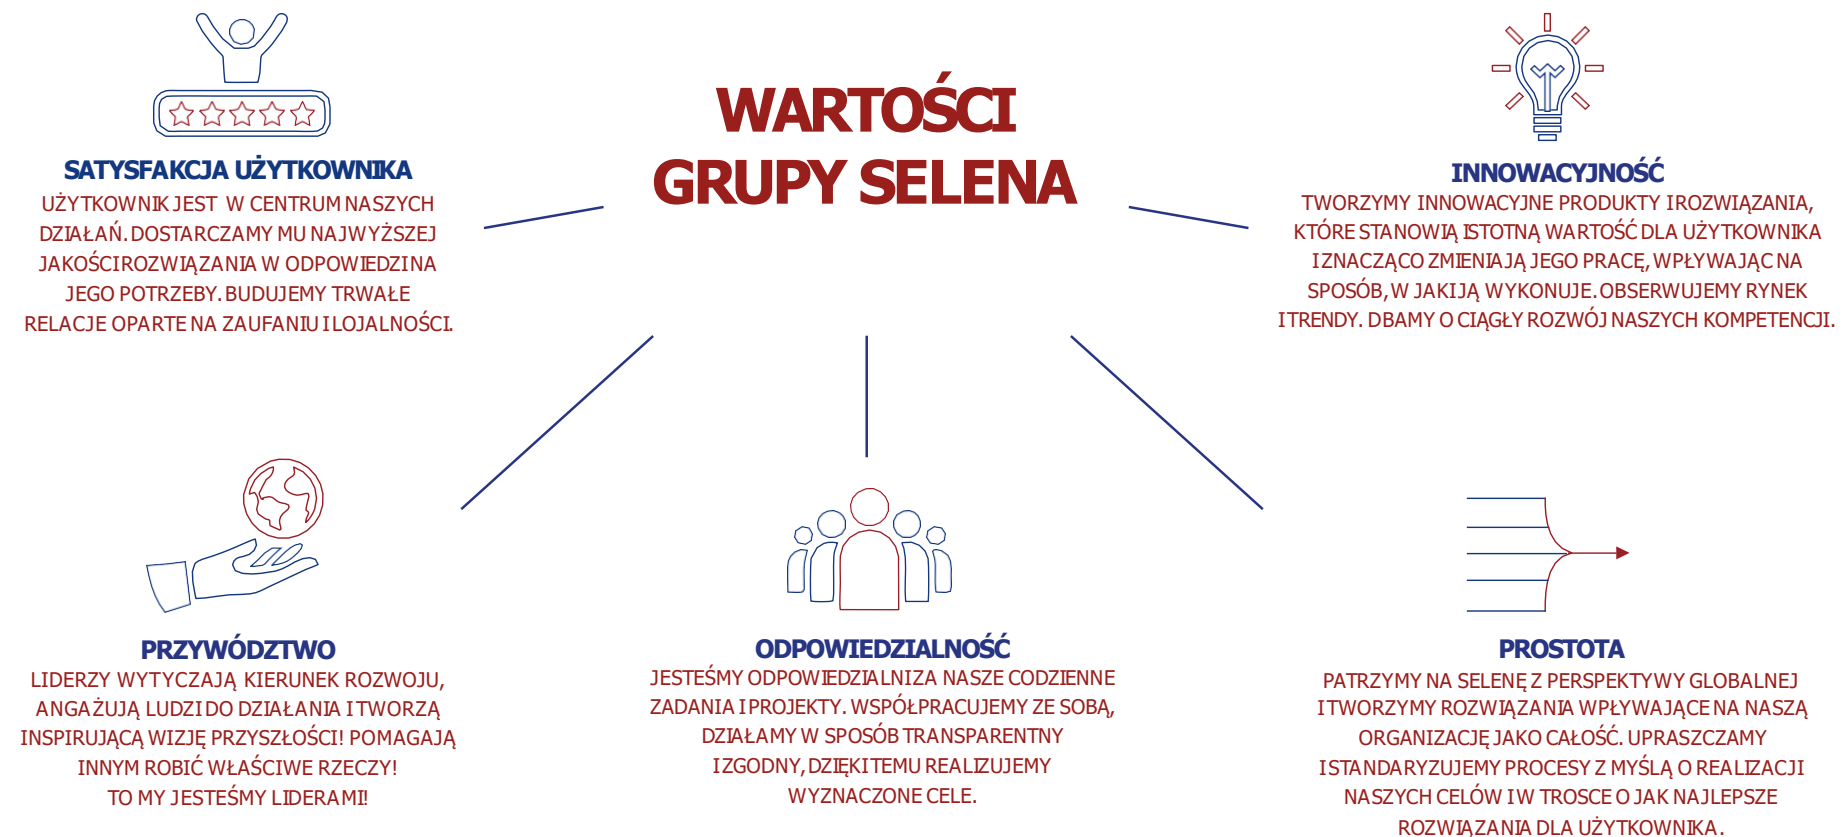 WARTOŚCI
GRUPY SELENA
SATYSFAKCJA UŻYTKOWNIKA
UŻYTKOWNIK JEST W CENTRUM NASZYCH
DZIAŁAŃ. DOSTARCZAMY MU NAJWYŻSZEJ
JAKOŚCI ROZWIĄZANIA W ODPOWIEDZI NA
JEGO POTRZEBY. BUDUJEMY TRWAŁE
RELACJE OPARTE NA ZAUFANIU I LOJALNOŚCI.
INNOWACYJNOŚĆ
TWORZYMY INNOWACYJNE PRODUKTY I ROZWIĄZANIA,
KTÓRE STANOWIĄ ISTOTNĄ WARTOŚĆ DLA UŻYTKOWNIKA
I ZNACZĄCO ZMIENIAJĄ JEGO PRACĘ, WPŁYWAJĄC NA
SPOSÓB, W JAKI JĄ WYKONUJE. OBSERWUJEMY RYNEK
I TRENDY. DBAMY O CIĄGŁY ROZWÓJ NASZYCH KOMPETENCJI.
PRZYWÓDZTWO
LIDERZY WYTYCZAJĄ KIERUNEK ROZWOJU,
ANGAŻUJĄ LUDZI DO DZIAŁANIA I TWORZĄ
INSPIRUJĄCĄ WIZJĘ PRZYSZŁOŚCI! POMAGAJĄ
INNYM ROBIĆ WŁAŚCIWE RZECZY!
TO MY JESTEŚMY LIDERAMI!
ODPOWIEDZIALNOŚĆ
JESTEŚMY ODPOWIEDZIALNI ZA NASZE CODZIENNE
ZADANIA I PROJEKTY. WSPÓŁPRACUJEMY ZE SOBĄ,
DZIAŁAMY W SPOSÓB TRANSPARENTNY
I ZGODNY, DZIĘKI TEMU REALIZUJEMY
WYZNACZONE CELE.
PROSTOTA
PATRZYMY NA SELENĘ Z PERSPEKTYWY GLOBALNEJ
I TWORZYMY ROZWIĄZANIA WPŁYWAJĄCE NA NASZĄ
ORGANIZACJĘ JAKO CAŁOŚĆ. UPRASZCZAMY
I STANDARYZUJEMY PROCESY Z MYŚLĄ O REALIZACJI
NASZYCH CELÓW I W TROSCE O JAK NAJLEPSZE
ROZWIĄZANIA DLA UŻYTKOWNIKA.